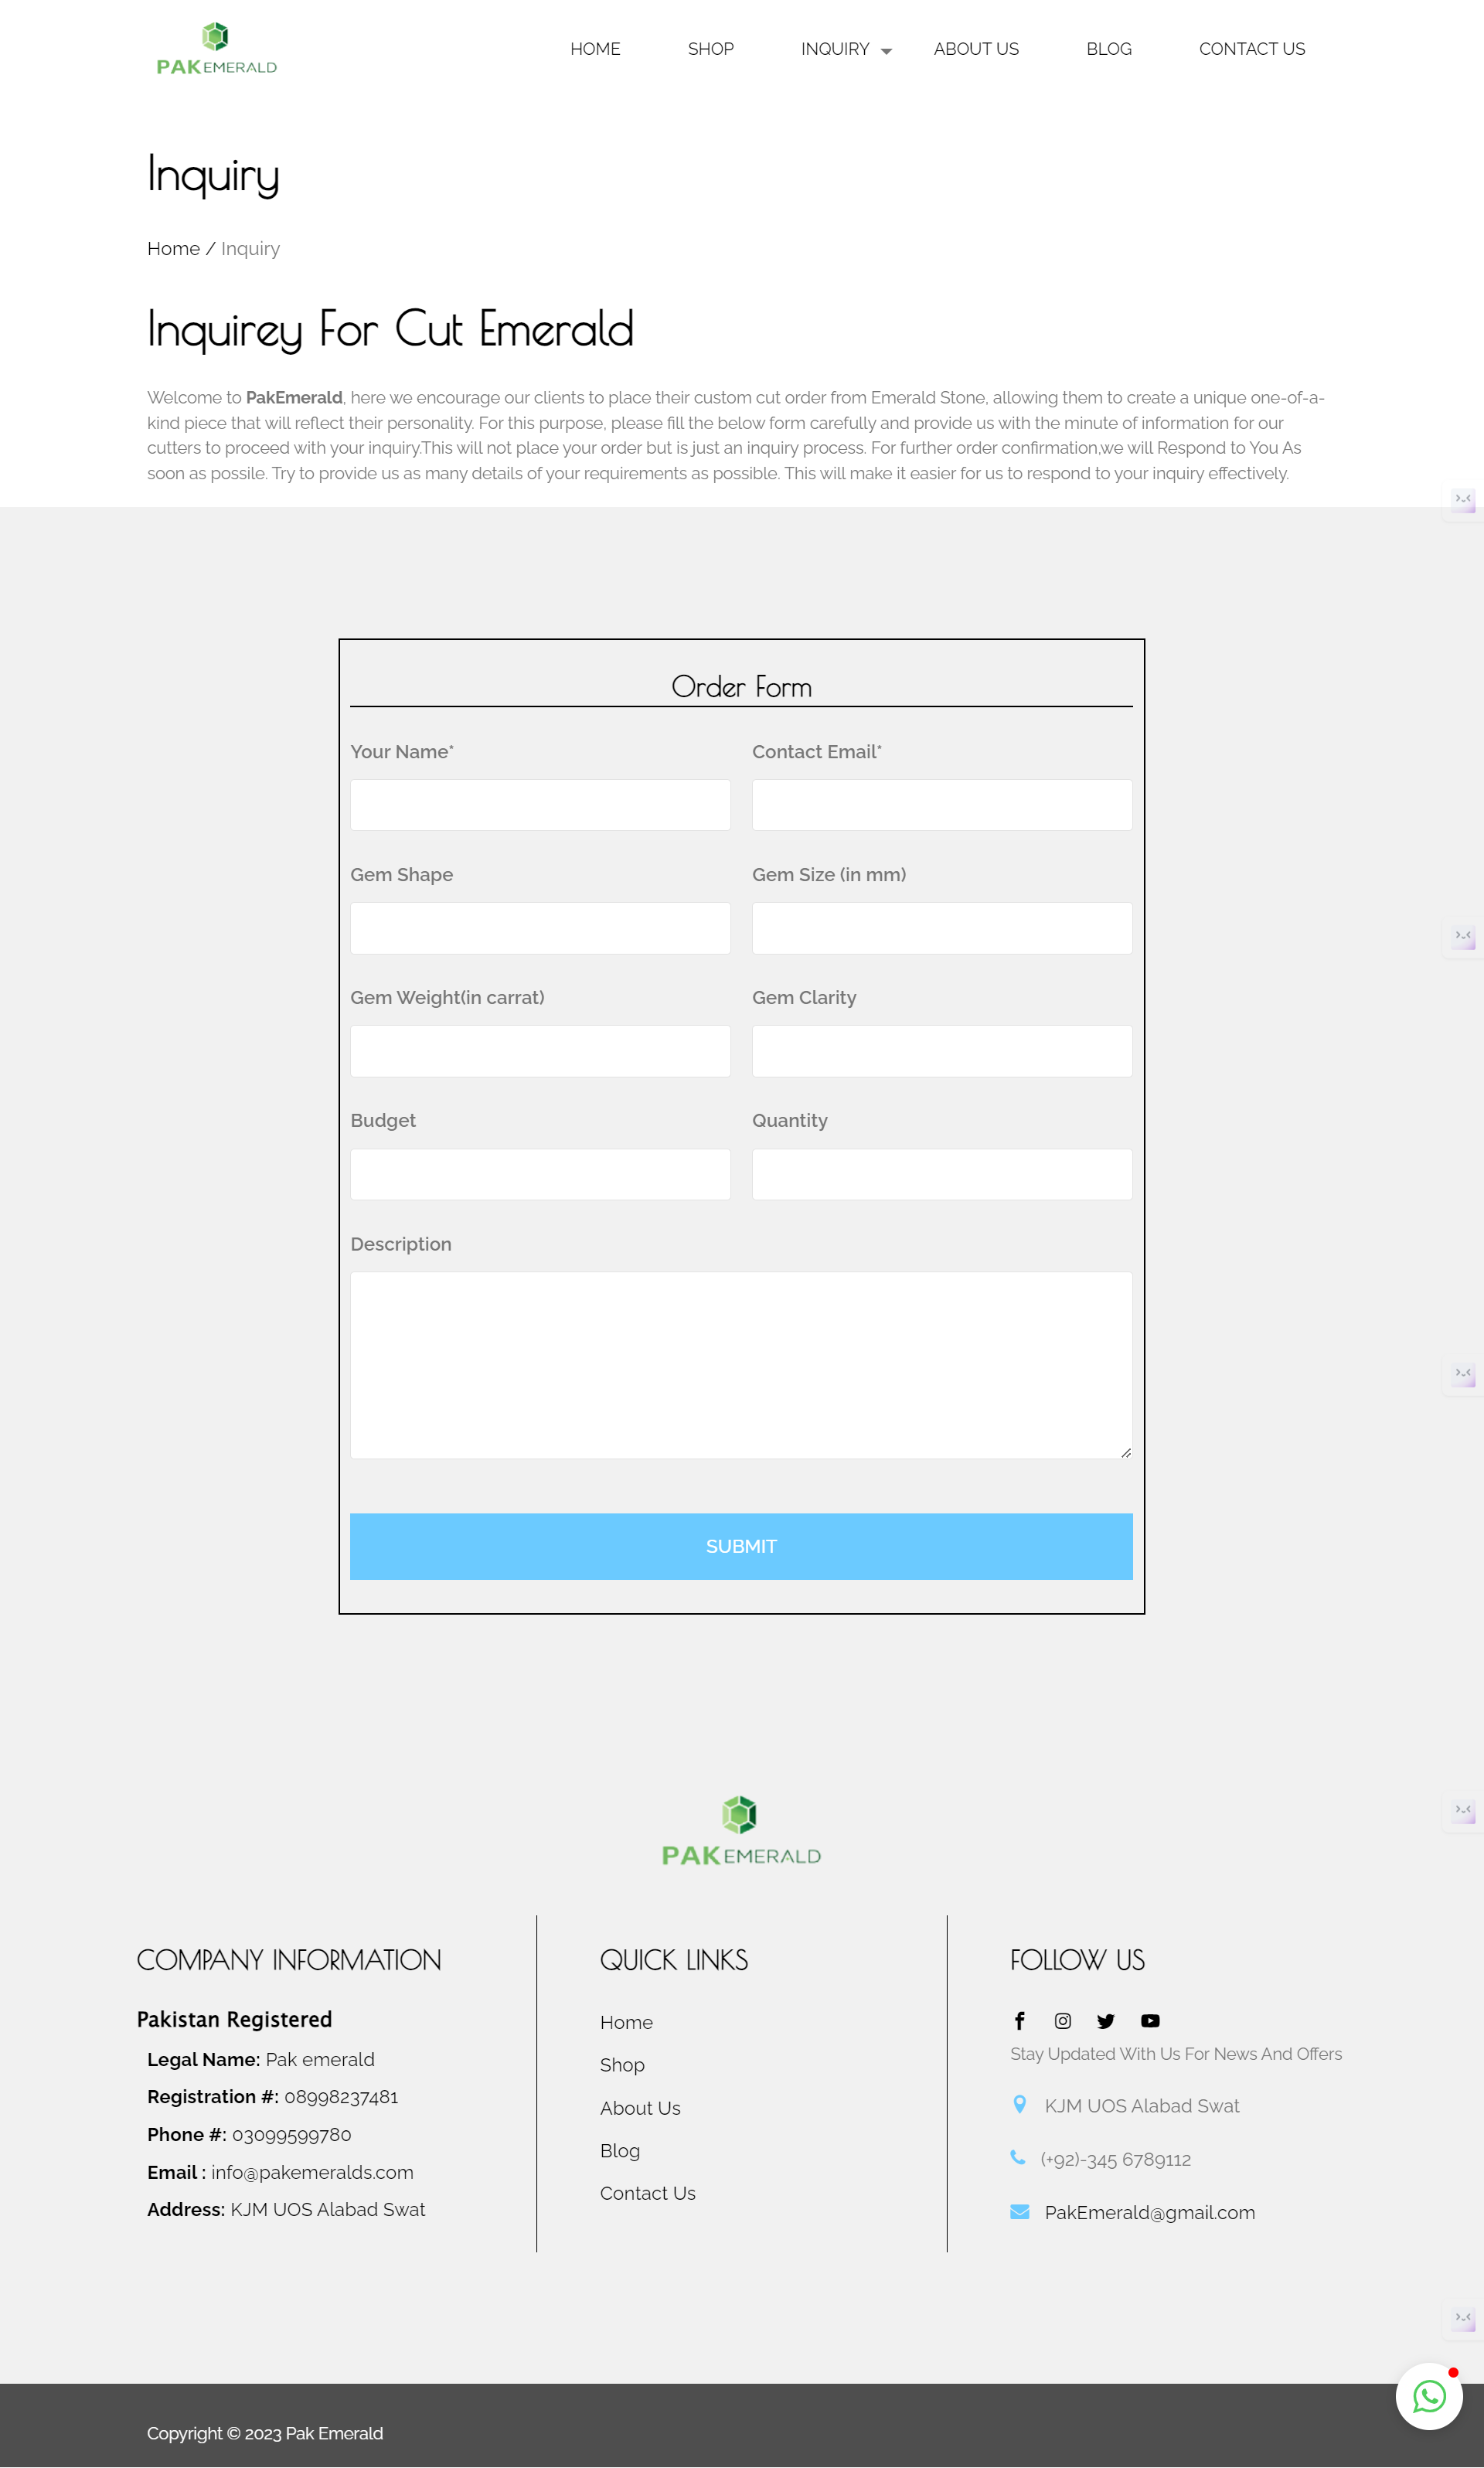 PAK EMERALD
HOME SHOP INQUIRY ABOUT US BLOG CONTACT US
Inquiry
Home / Inquiry
Inquirey For Cut Emerald
Welcome to PakEmerald, here we encourage our clients to place their custom cut order from Emerald Stone, allowing them to create a unique one-of-a-
kind piece that will reflect their personality. For this purpose, please fill the below form carefully and provide us with the minute of information for our
cutters to proceed with your inquiry.This will not place your order but is just an inquiry process. For further order confirmation,we will Respond to You As
soon as possile. Try to provide us as many details of your requirements as possible. This will make it easier for us to respond to your inquiry effectively.
Order Form
Your Name* Contact Email*
Gem Shape Gem Size (in mm)
Gem Weight(in carrat) Gem Clarity
Budget Quantity
Description
SUBMIT
PAK EMERALD
COMPANY INFORMATION
Pakistan Registered
Legal Name: Pak emerald
Registration #: 08998237481
Phone #: 03099599780
Email : info@pakemeralds.com
Address: KJM UOS Alabad Swat
QUICK LINKS
Home
Shop
About Us
Blog
Contact Us
FOLLOW US
Stay Updated With Us For News And Offers
KJM UOS Alabad Swat
(+92)-345 6789112
PakEmerald@gmail.com
Copyright © 2023 Pak Emerald